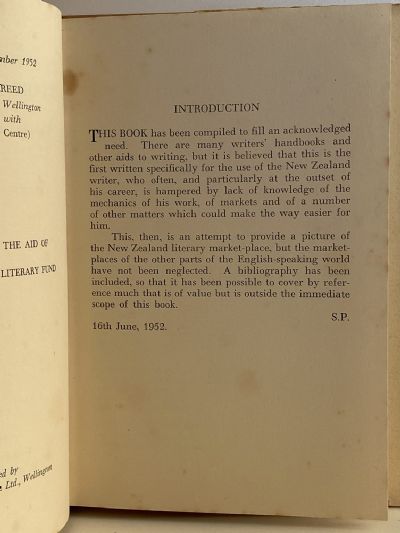 mber 1952
REED
Wellington
with
Centre)
THE AID OF
LITERARY FUND
ed by
Ltd., Wellington
INTRODUCTION
THIS BOOK has been compiled to fill an acknowledged
need. There are many writers' handbooks and
other aids to writing, but it is believed that this is the
first written specifically for the use of the New Zealand
writer, who often, and particularly at the outset of
his career, is hampered by lack of knowledge of the
mechanics of his work, of markets and of a number
of other matters which could make the way easier for
him.
This, then, is an attempt to provide a picture of
the New Zealand literary market-place, but the market-
places of the other parts of the English-speaking world
have not been neglected. A bibliography has been
included, so that it has been possible to cover by refer-
ence much that is of value but is outside the immediate
scope of this book.
S.P.
16th June, 1952.